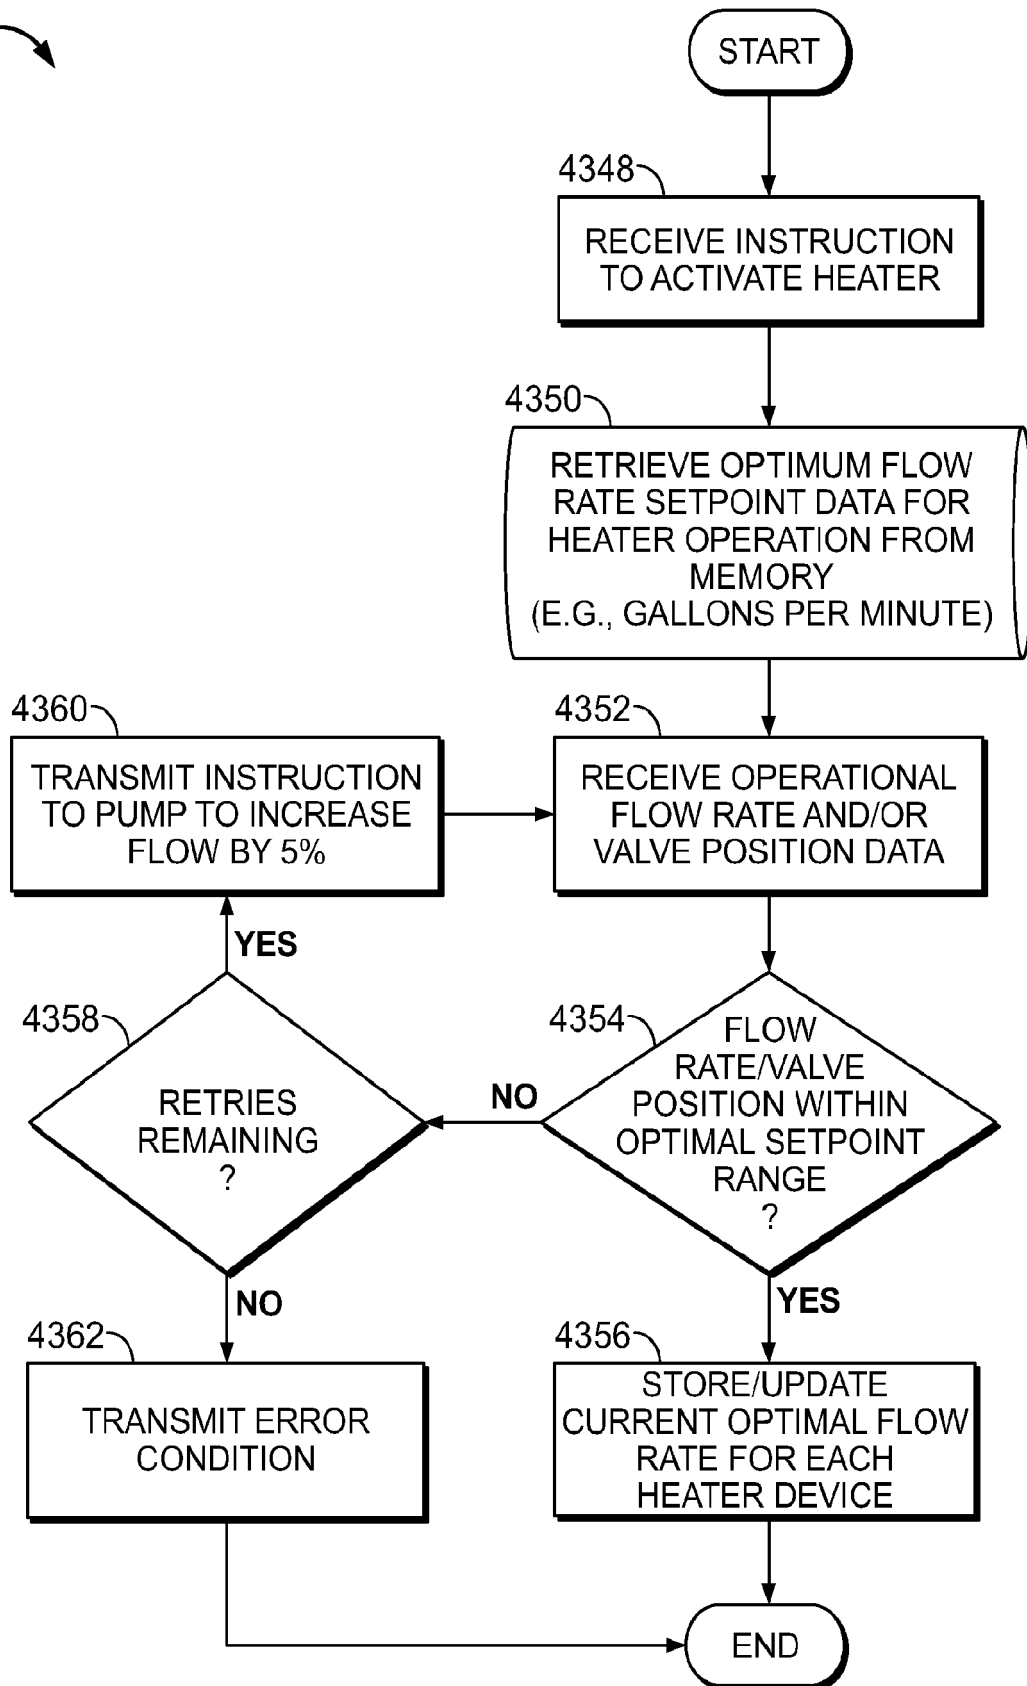 START
4348
RECEIVE INSTRUCTION
TO ACTIVATE HEATER
4350
RETRIEVE OPTIMUM FLOW
RATE SETPOINT DATA FOR
HEATER OPERATION FROM
MEMORY
(E.G., GALLONS PER MINUTE)
4360
TRANSMIT INSTRUCTION
TO PUMP TO INCREASE
FLOW BY 5%
4352
RECEIVE OPERATIONAL
FLOW RATE AND/OR
VALVE POSITION DATA
YES
4358
RETRIES
REMAINING
?
NO
4354
FLOW
RATE/VALVE
POSITION WITHIN
OPTIMAL SETPOINT
RANGE
?
NO
YES
4362
TRANSMIT ERROR
CONDITION
4356
STORE/UPDATE
CURRENT OPTIMAL FLOW
RATE FOR EACH
HEATER DEVICE
END